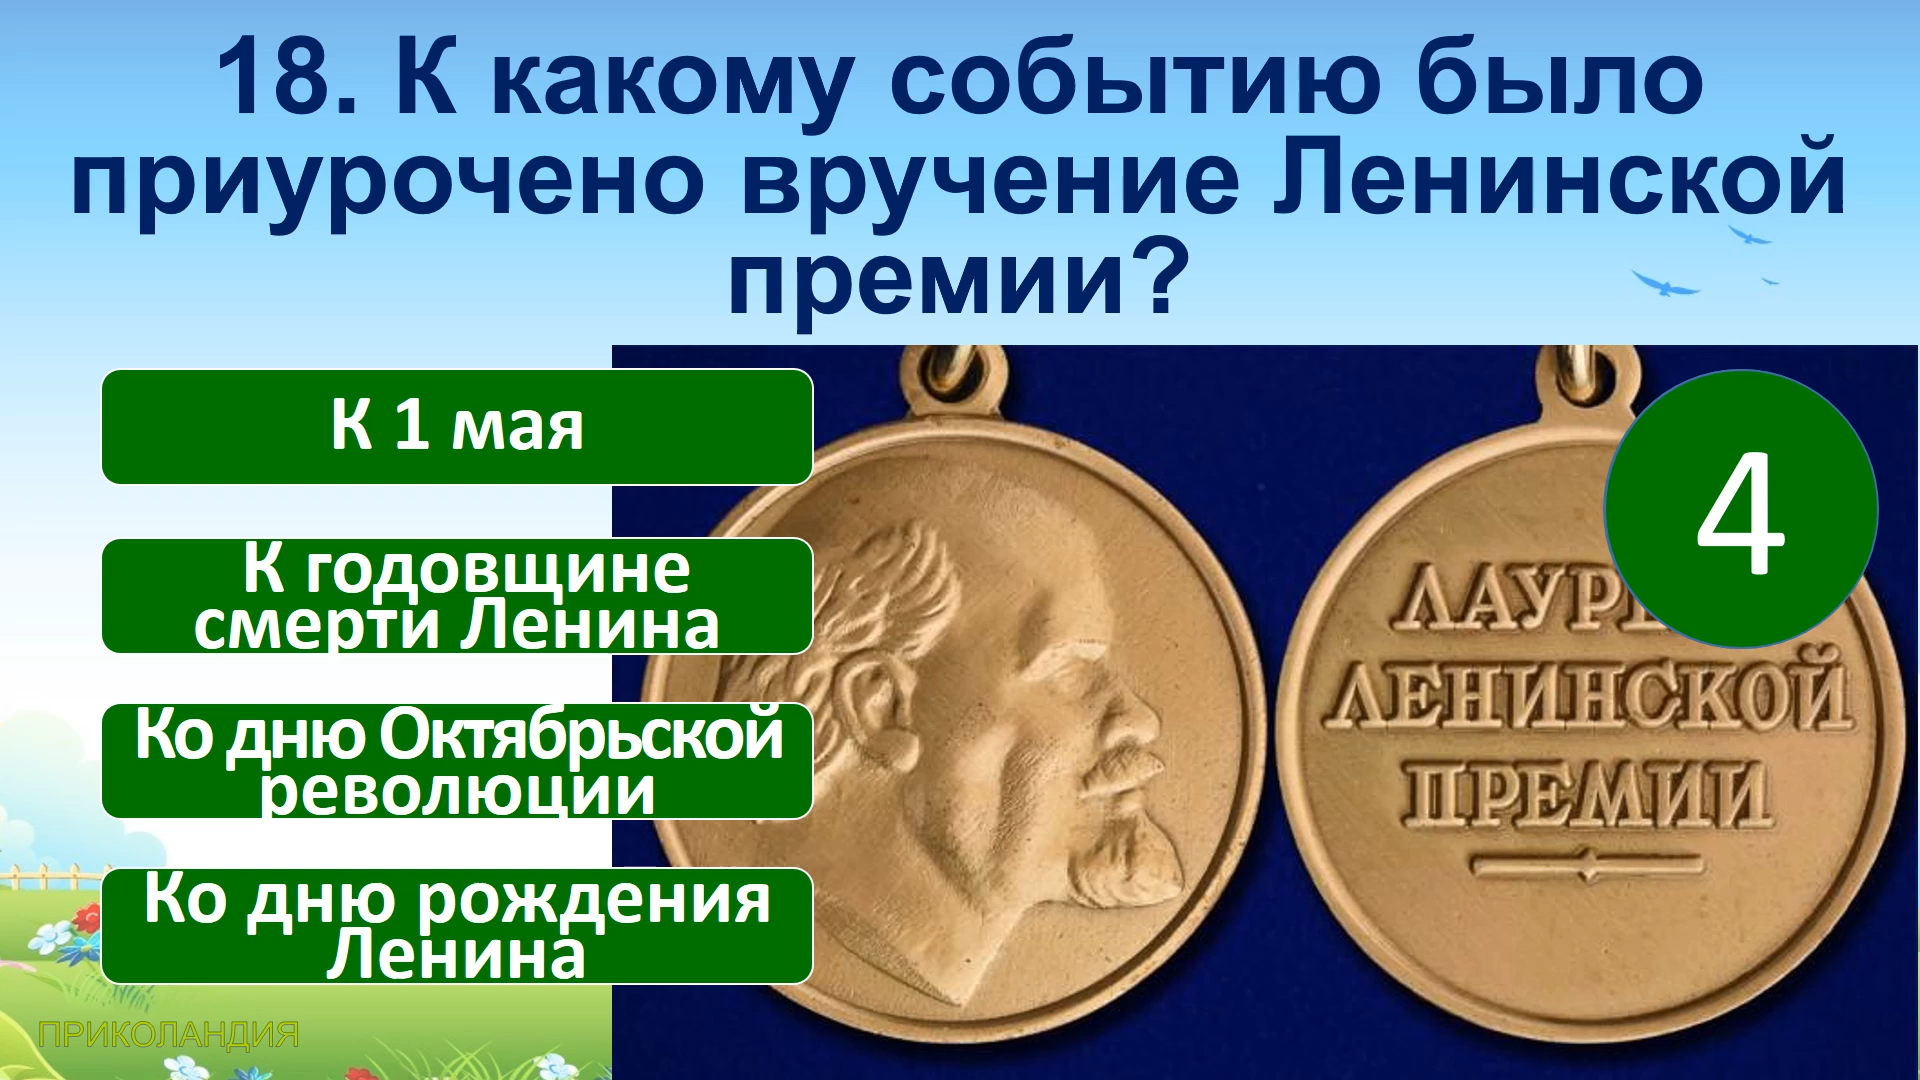 18. К какому событию было
приурочено вручение Ленинской
премии?
К 1 мая
К годовщине
смерти Ленина
Ко дню Октябрьской
революции
Ко дню рождения
Ленина
4
ЛЕНИНСКОЙ
ПРЕМИИ
ПРИКОЛАНДИЯ